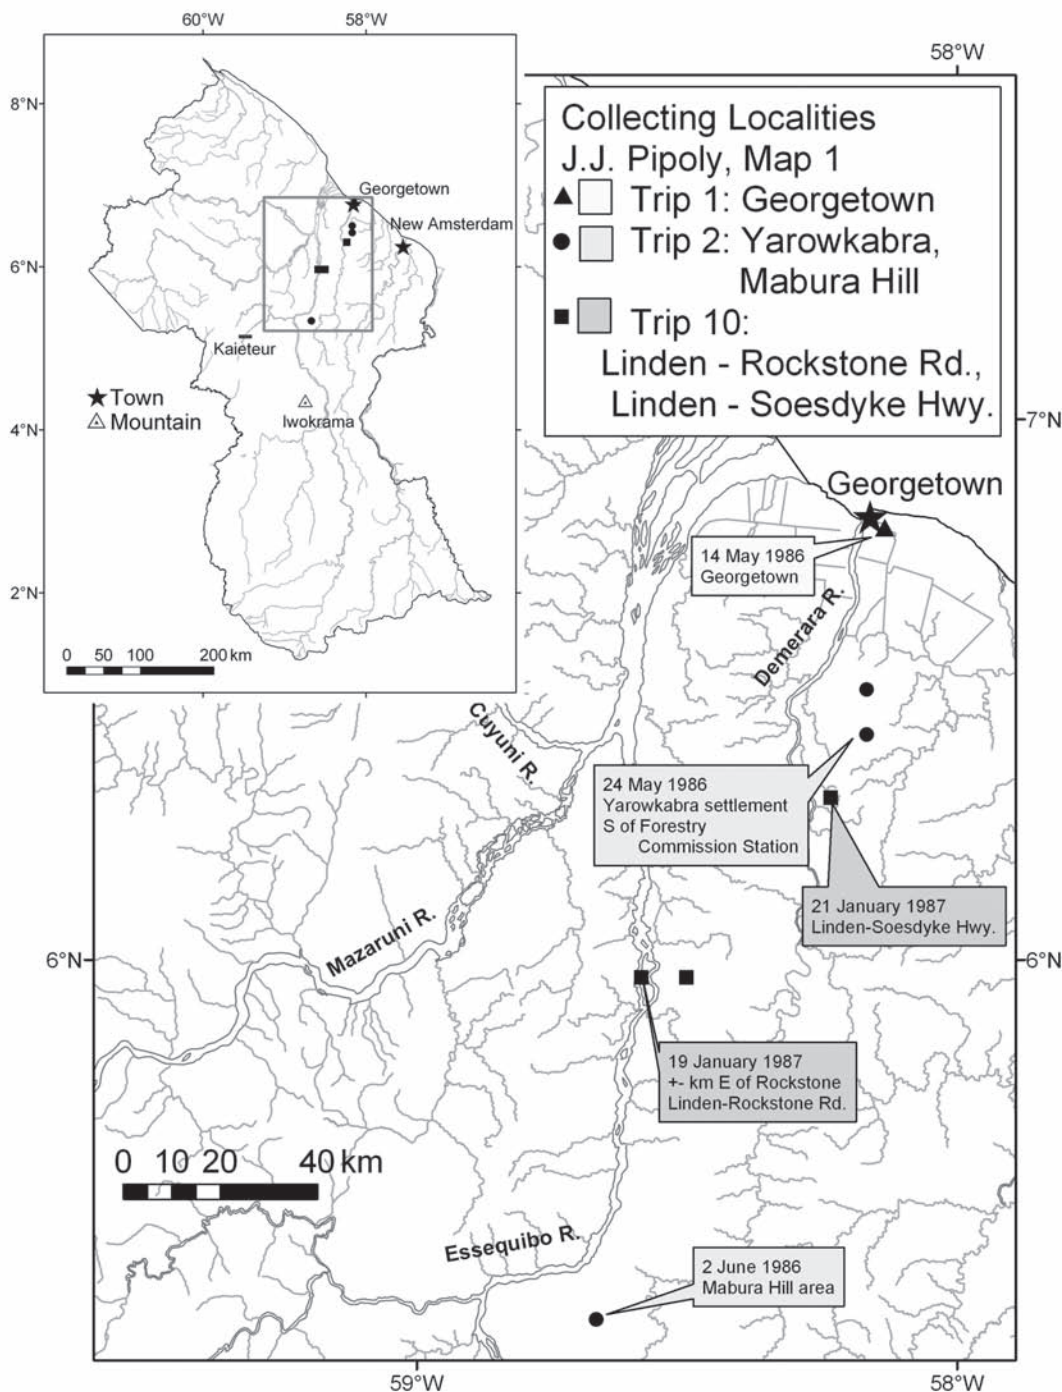 60°W
58°W
8°N
6°N
4°N
2°N
Georgetown
New Amsterdam
Kaieteur
Iwokrama
Town
Mountain
0 50 100 200 km
58°W
Collecting Localities
J.J. Pipoly, Map 1
Trip 1: Georgetown
Trip 2: Yarowkabra,
Mabura Hill
Trip 10:
Linden - Rockstone Rd.,
Linden - Soesdyke Hwy.
7°N
Georgetown
14 May 1986
Georgetown
Demerara R.
Cuyuni R.
24 May 1986
Yarowkabra settlement
S of Forestry
Commission Station
21 January 1987
Linden-Soesdyke Hwy.
Mazaruni R.
6°N
6°N
19 January 1987
+- km E of Rockstone
Linden-Rockstone Rd.
0 10 20 40 km
Essequibo R.
2 June 1986
Mabura Hill area
59°W
58°W